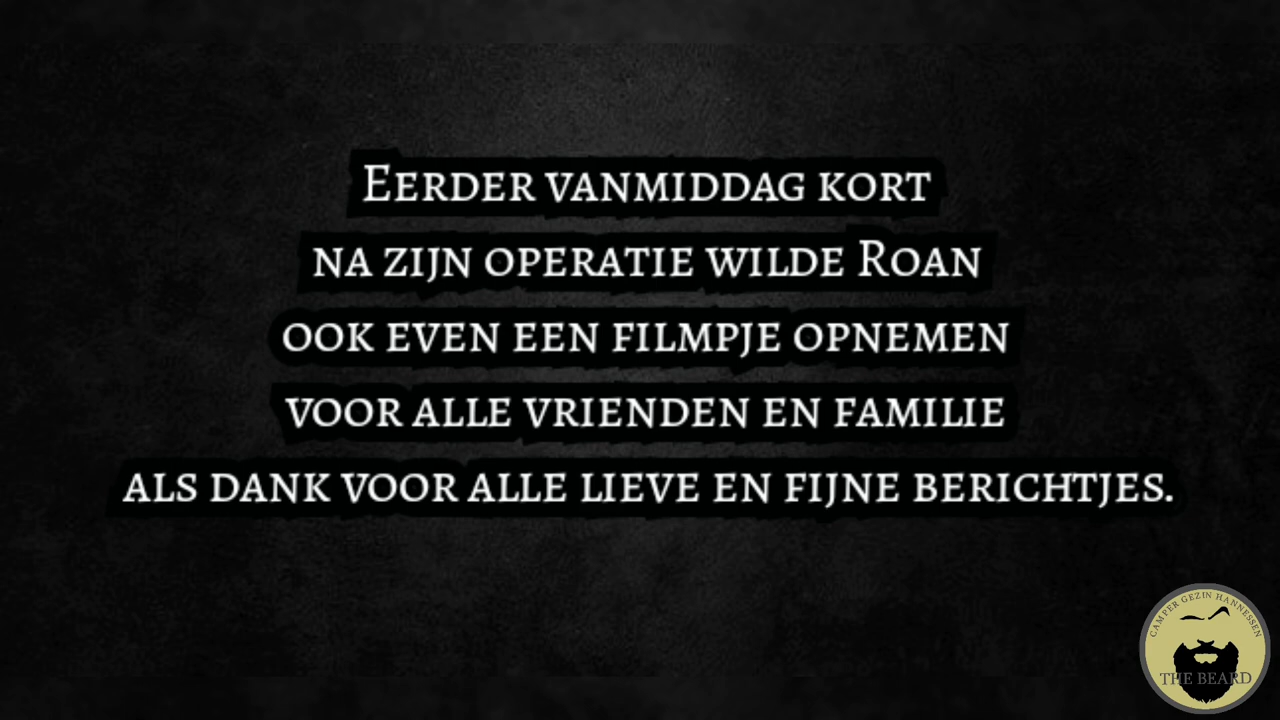 Eerder vanmiddag kort
na zijn operatie wilde Roan
ook even een filmpje opnemen
voor alle vrienden en familie
als dank voor alle lieve en fijne berichtjes.
CAMPER GEZIN HANNESSEN
THE BEARD